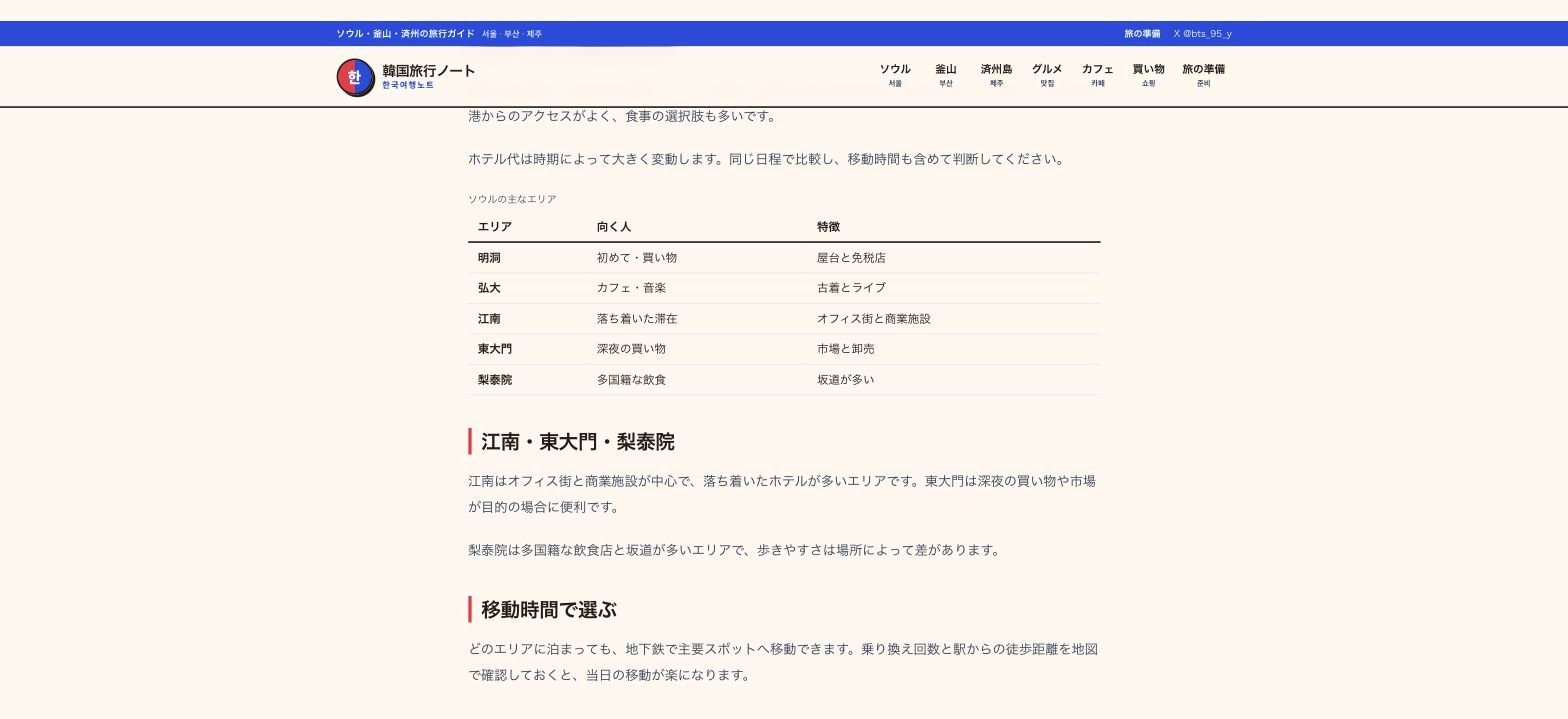 ソウル・釜山・済州の旅行ガイド 서울 · 부산 · 제주
旅の準備 X @bts_95_y
한 韓国旅行ノート
한국여행노트
ソウル 釜山 済州島 グルメ カフェ 買い物 旅の準備
서울 부산 제주 맛집 카페 쇼핑 준비
港からのアクセスがよく、食事の選択肢も多いです。
ホテル代は時期によって大きく変動します。同じ日程で比較し、移動時間も含めて判断してください。
ソウルの主なエリア
エリア 向く人 特徴
明洞 初めて・買い物 屋台と免税店
弘大 カフェ・音楽 古着とライブ
江南 落ち着いた滞在 オフィス街と商業施設
東大門 深夜の買い物 市場と卸売
梨泰院 多国籍な飲食 坂道が多い
江南・東大門・梨泰院
江南はオフィス街と商業施設が中心で、落ち着いたホテルが多いエリアです。東大門は深夜の買い物や市場
が目的の場合に便利です。
梨泰院は多国籍な飲食店と坂道が多いエリアで、歩きやすさは場所によって差があります。
移動時間で選ぶ
どのエリアに泊まっても、地下鉄で主要スポットへ移動できます。乗り換え回数と駅からの徒歩距離を地図
で確認しておくと、当日の移動が楽になります。